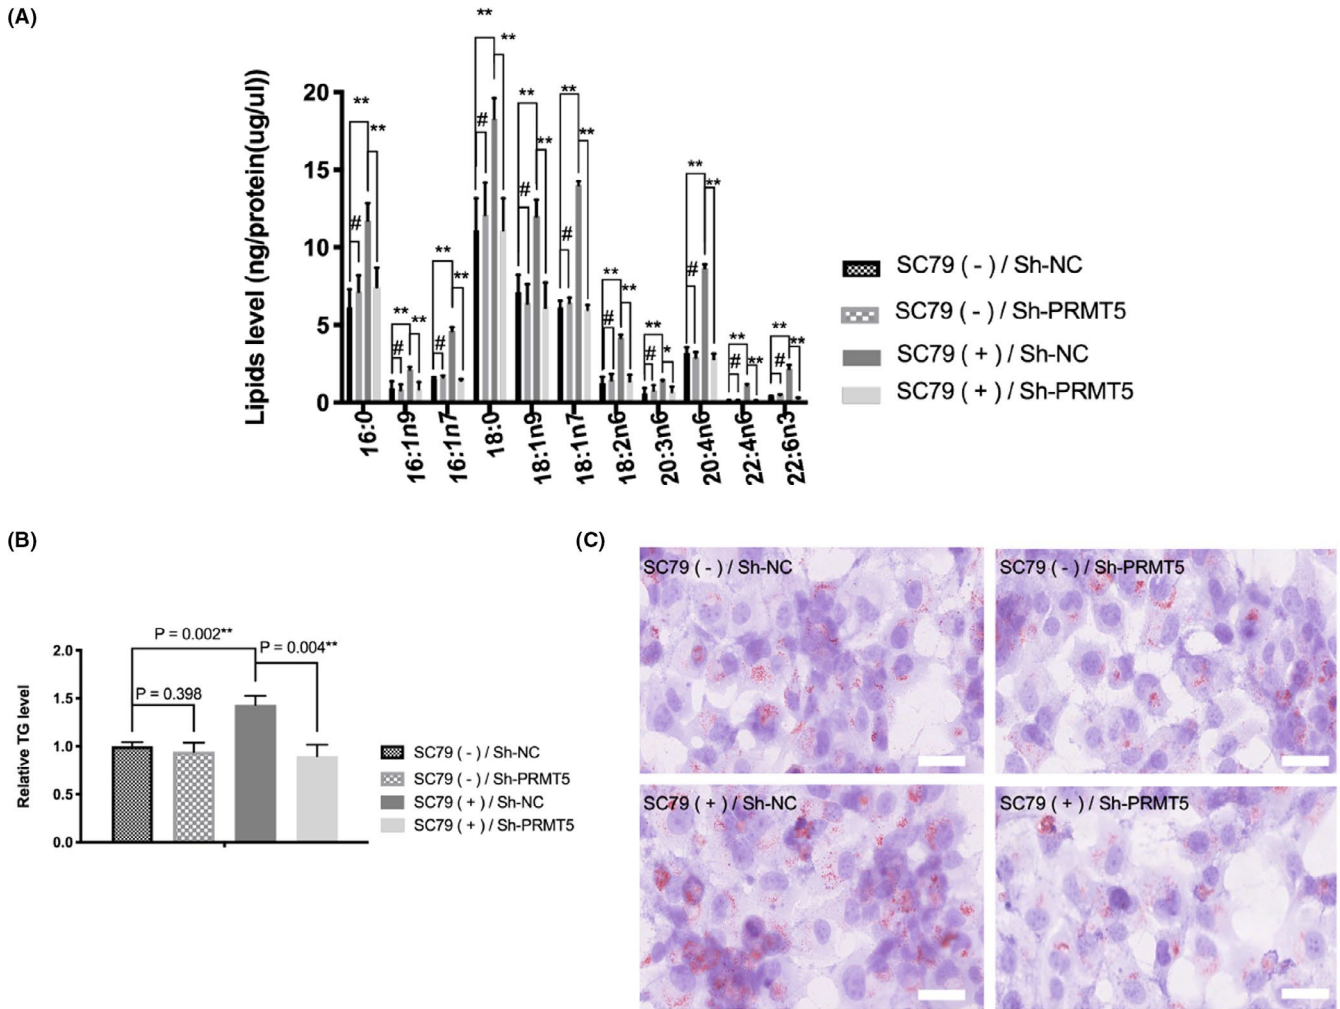 (A)
Lipids level (ng/protein(ug/ul))
** ** ** ** ** ** ** ** ** ** ** ** ** ** ** ** ** ** * ** ** ** ** ** **
# # # # # # # # # # #
20
15
10
5
0
16:0 16:1n9 16:1n7 18:0 18:1n9 18:1n7 18:2n6 20:3n6 20:4n6 22:4n6 22:6n3
SC79 ( - ) / Sh-NC
SC79 ( - ) / Sh-PRMT5
SC79 ( + ) / Sh-NC
SC79 ( + ) / Sh-PRMT5
(B)
Relative TG level
2.0
1.5
1.0
0.5
0.0
P = 0.002**
P = 0.004**
P = 0.398
SC79 ( - ) / Sh-NC
SC79 ( - ) / Sh-PRMT5
SC79 ( + ) / Sh-NC
SC79 ( + ) / Sh-PRMT5
(C)
SC79 ( - ) / Sh-NC
SC79 ( - ) / Sh-PRMT5
SC79 ( + ) / Sh-NC
SC79 ( + ) / Sh-PRMT5